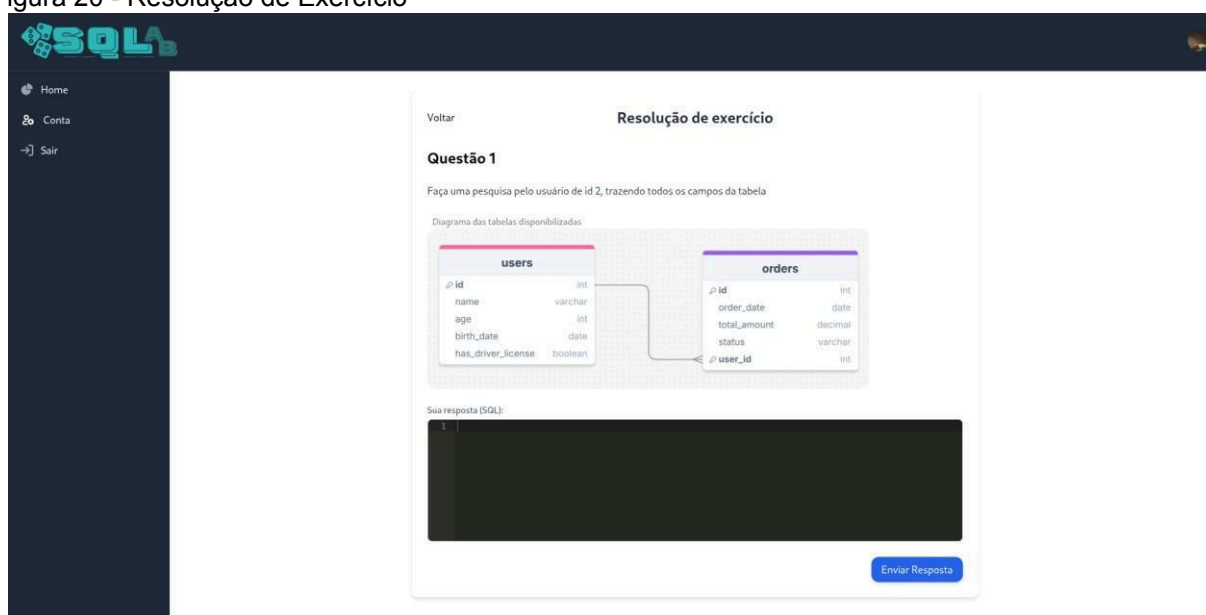 igura 20 - Resolução de Exercício
SQLAB
Home
Conta
Sair
Voltar
Resolução de exercício
Questão 1
Faça uma pesquisa pelo usuário de id 2, trazendo todos os campos da tabela
Diagrama das tabelas disponibilizadas
users
id int
name varchar
age int
birth_date date
has_driver_license boolean
orders
id int
order_date date
total_amount decimal
status varchar
user_id int
Sua resposta (SQL):
1
Enviar Resposta